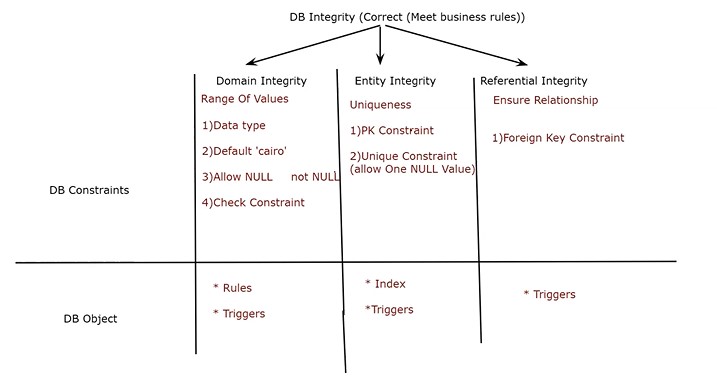 DB Integrity (Correct (Meet business rules))
Domain Integrity
Entity Integrity
Referential Integrity
DB Constraints
Range Of Values
1)Data type
2)Default 'cairo'
3)Allow NULL not NULL
4)Check Constraint
Uniqueness
1)PK Constraint
2)Unique Constraint
(allow One NULL Value)
Ensure Relationship
1)Foreign Key Constraint
DB Object
* Rules
* Triggers
* Index
*Triggers
* Triggers